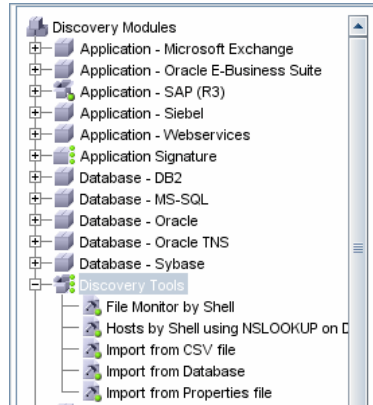 Discovery Modules
Application - Microsoft Exchange
Application - Oracle E-Business Suite
Application - SAP (R3)
Application - Siebel
Application - Webservices
Application Signature
Database - DB2
Database - MS-SQL
Database - Oracle
Database - Oracle TNS
Database - Sybase
Discovery Tools
File Monitor by Shell
Hosts by Shell using NSLOOKUP on D
Import from CSV file
Import from Database
Import from Properties file